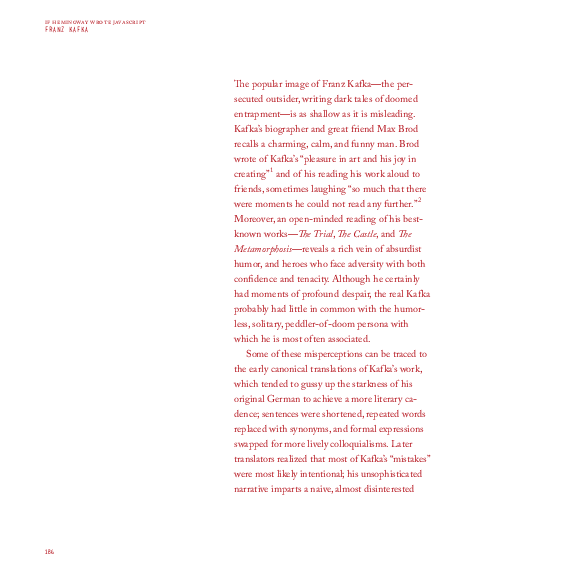 IF HEMINGWAY WROTE JAVASCRIPT
FRANZ KAFKA
The popular image of Franz Kafka—the per-
secuted outsider, writing dark tales of doomed
entrapment—is as shallow as it is misleading.
Kafka's biographer and great friend Max Brod
recalls a charming, calm, and funny man. Brod
wrote of Kafka's “pleasure in art and his joy in
creating”1 and of his reading his work aloud to
friends, sometimes laughing “so much that there
were moments he could not read any further.”2
Moreover, an open-minded reading of his best-
known works—The Trial, The Castle, and The
Metamorphosis—reveals a rich vein of absurdist
humor, and heroes who face adversity with both
confidence and tenacity. Although he certainly
had moments of profound despair, the real Kafka
probably had little in common with the humor-
less, solitary, peddler-of-doom persona with
which he is most often associated.
Some of these misperceptions can be traced to
the early canonical translations of Kafka's work,
which tended to gussy up the starkness of his
original German to achieve a more literary ca-
dence; sentences were shortened, repeated words
replaced with synonyms, and formal expressions
swapped for more lively colloquialisms. Later
translators realized that most of Kafka's “mistakes”
were most likely intentional; his unsophisticated
narrative imparts a naive, almost disinterested
186